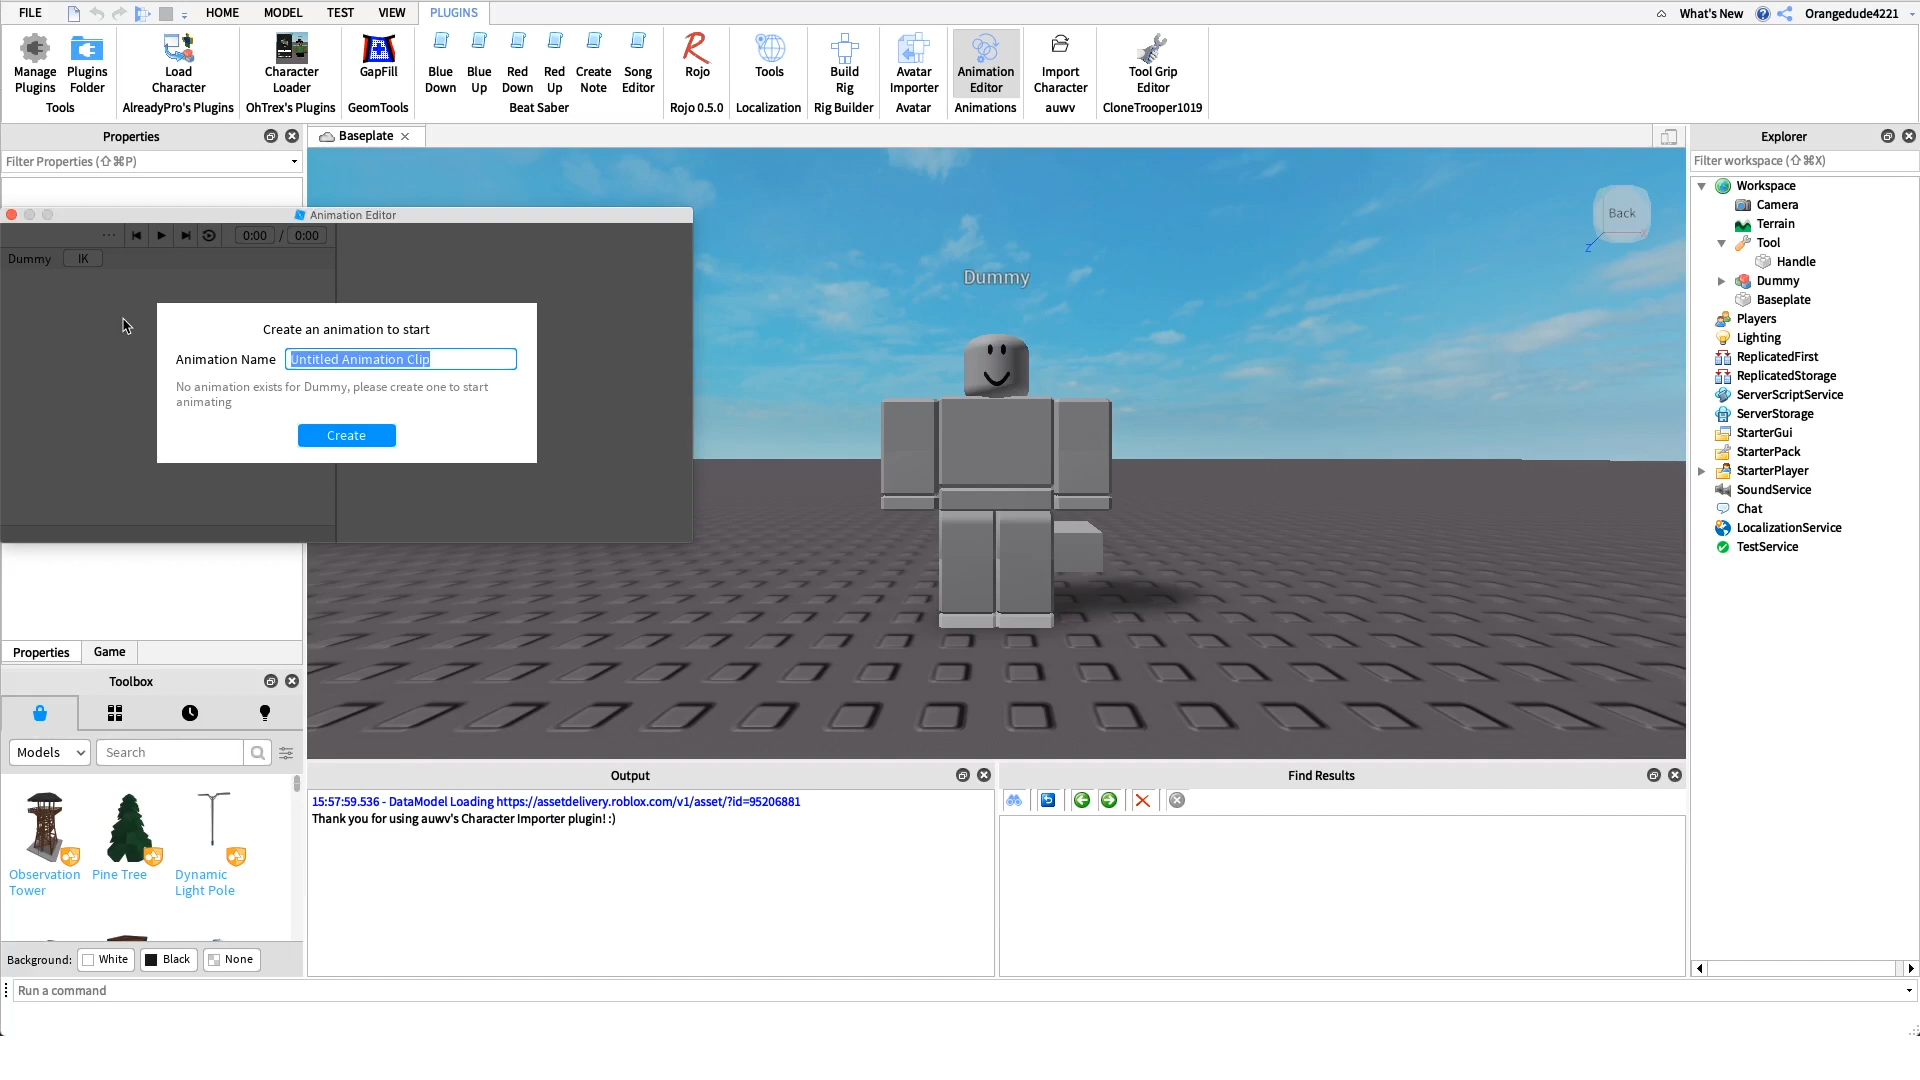 FILE HOME MODEL TEST VIEW PLUGINS What's New Orangedude4221
Manage Plugins
Plugins Folder
Tools
Load Character
AlreadyPro's Plugins
Character Loader
OhTrex's Plugins
GapFill
GeomTools
Blue Down
Blue Up
Red Down
Red Up
Create Note
Song Editor
Beat Saber
Rojo
Rojo 0.5.0
Tools
Localization
Build Rig
Rig Builder
Avatar Importer
Avatar
Animation Editor
Animations
Import Character
auwv
Tool Grip Editor
CloneTrooper1019
Properties
Filter Properties (⇧⌘P)
Baseplate
Animation Editor
0:00 / 0:00
Dummy IK
Create an animation to start
Animation Name Untitled Animation Clip
No animation exists for Dummy, please create one to start
animating
Create
Dummy
Back
Z
Properties Game
Toolbox
Models Search
Observation Tower
Pine Tree
Dynamic Light Pole
Background: White Black None
Output
15:57:59.536 - DataModel Loading https://assetdelivery.roblox.com/v1/asset/?id=95206881
Thank you for using auwv's Character Importer plugin! :)
Find Results
Explorer
Filter workspace (⇧⌘X)
Workspace
Camera
Terrain
Tool
Handle
Dummy
Baseplate
Players
Lighting
ReplicatedFirst
ReplicatedStorage
ServerScriptService
ServerStorage
StarterGui
StarterPack
StarterPlayer
SoundService
Chat
LocalizationService
TestService
Run a command